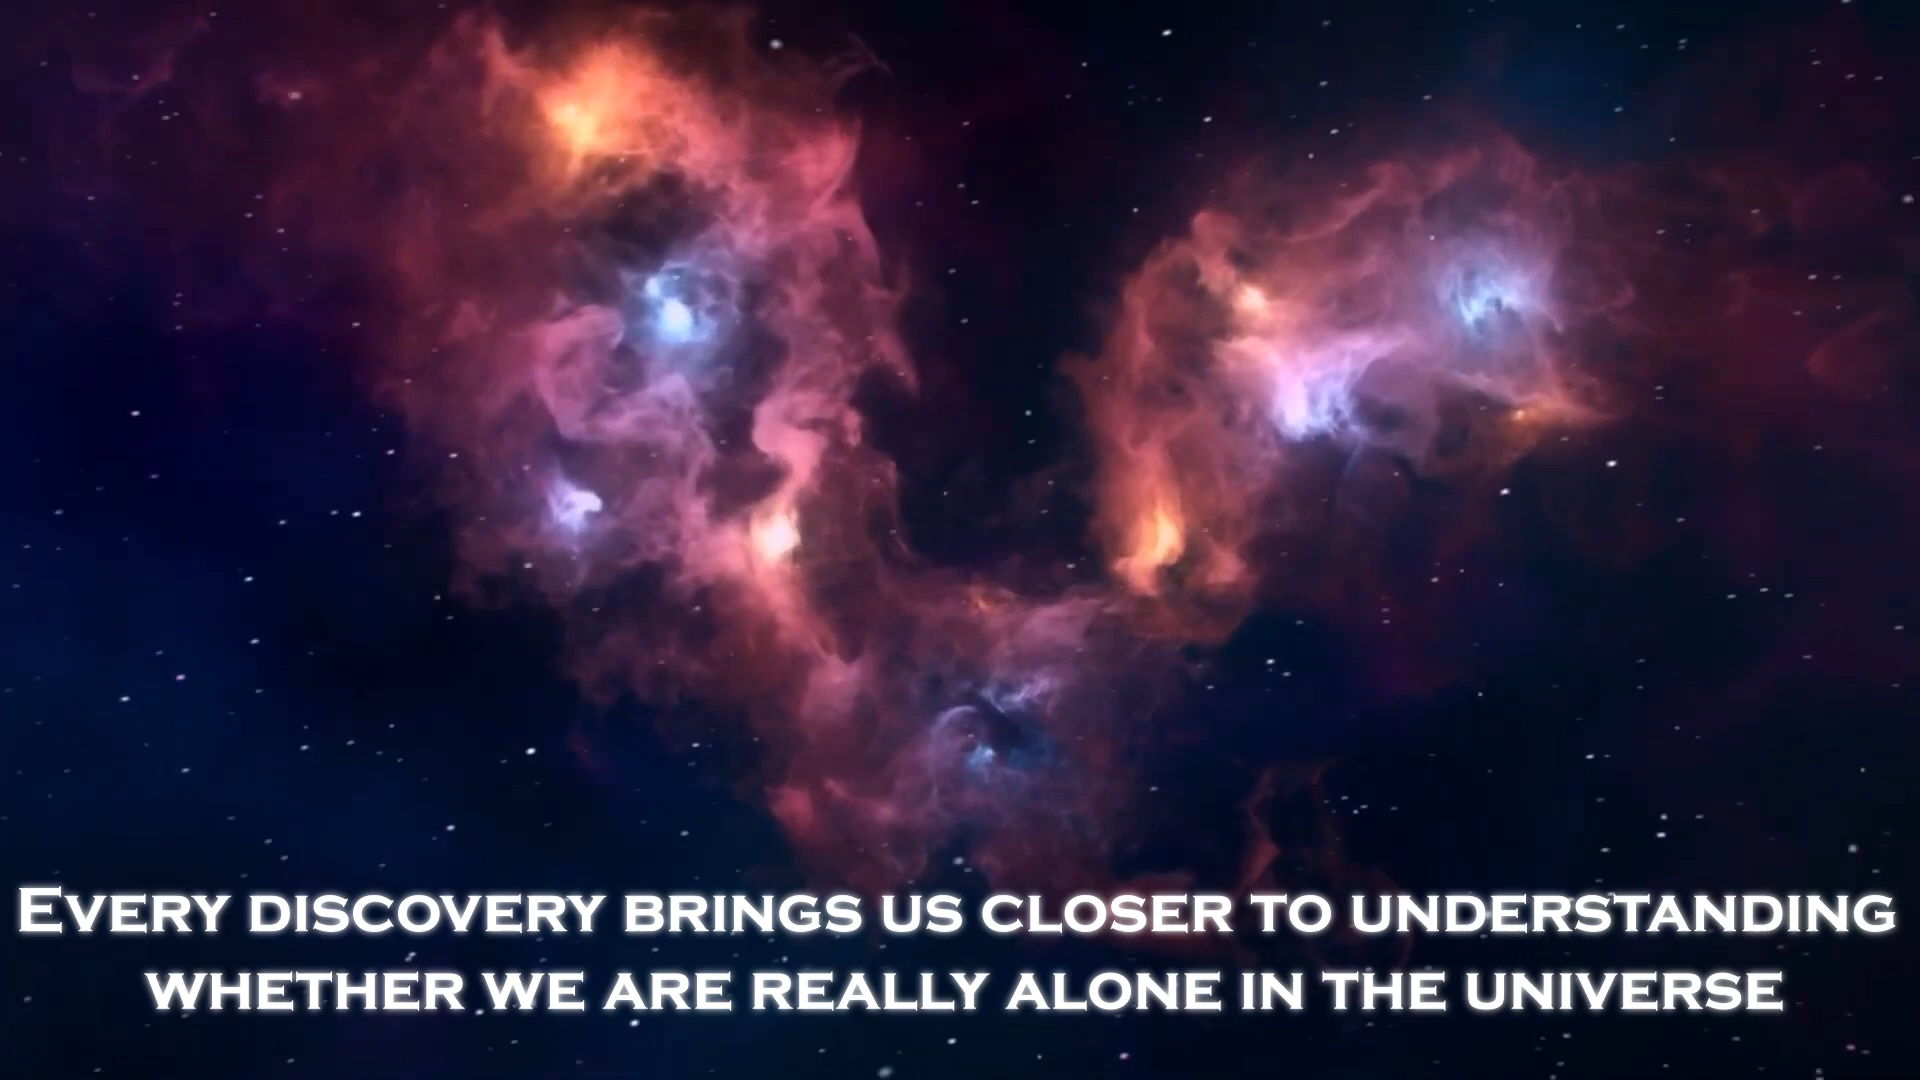 Every discovery brings us closer to understanding
whether we are really alone in the universe